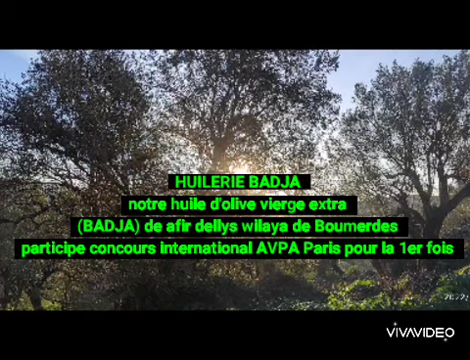 HUILERIE BADJA
notre huile d'olive vierge extra
(BADJA) de afir dellys wilaya de Boumerdes
participe concours international AVPA Paris pour la 1er fois
VIVAVIDEO